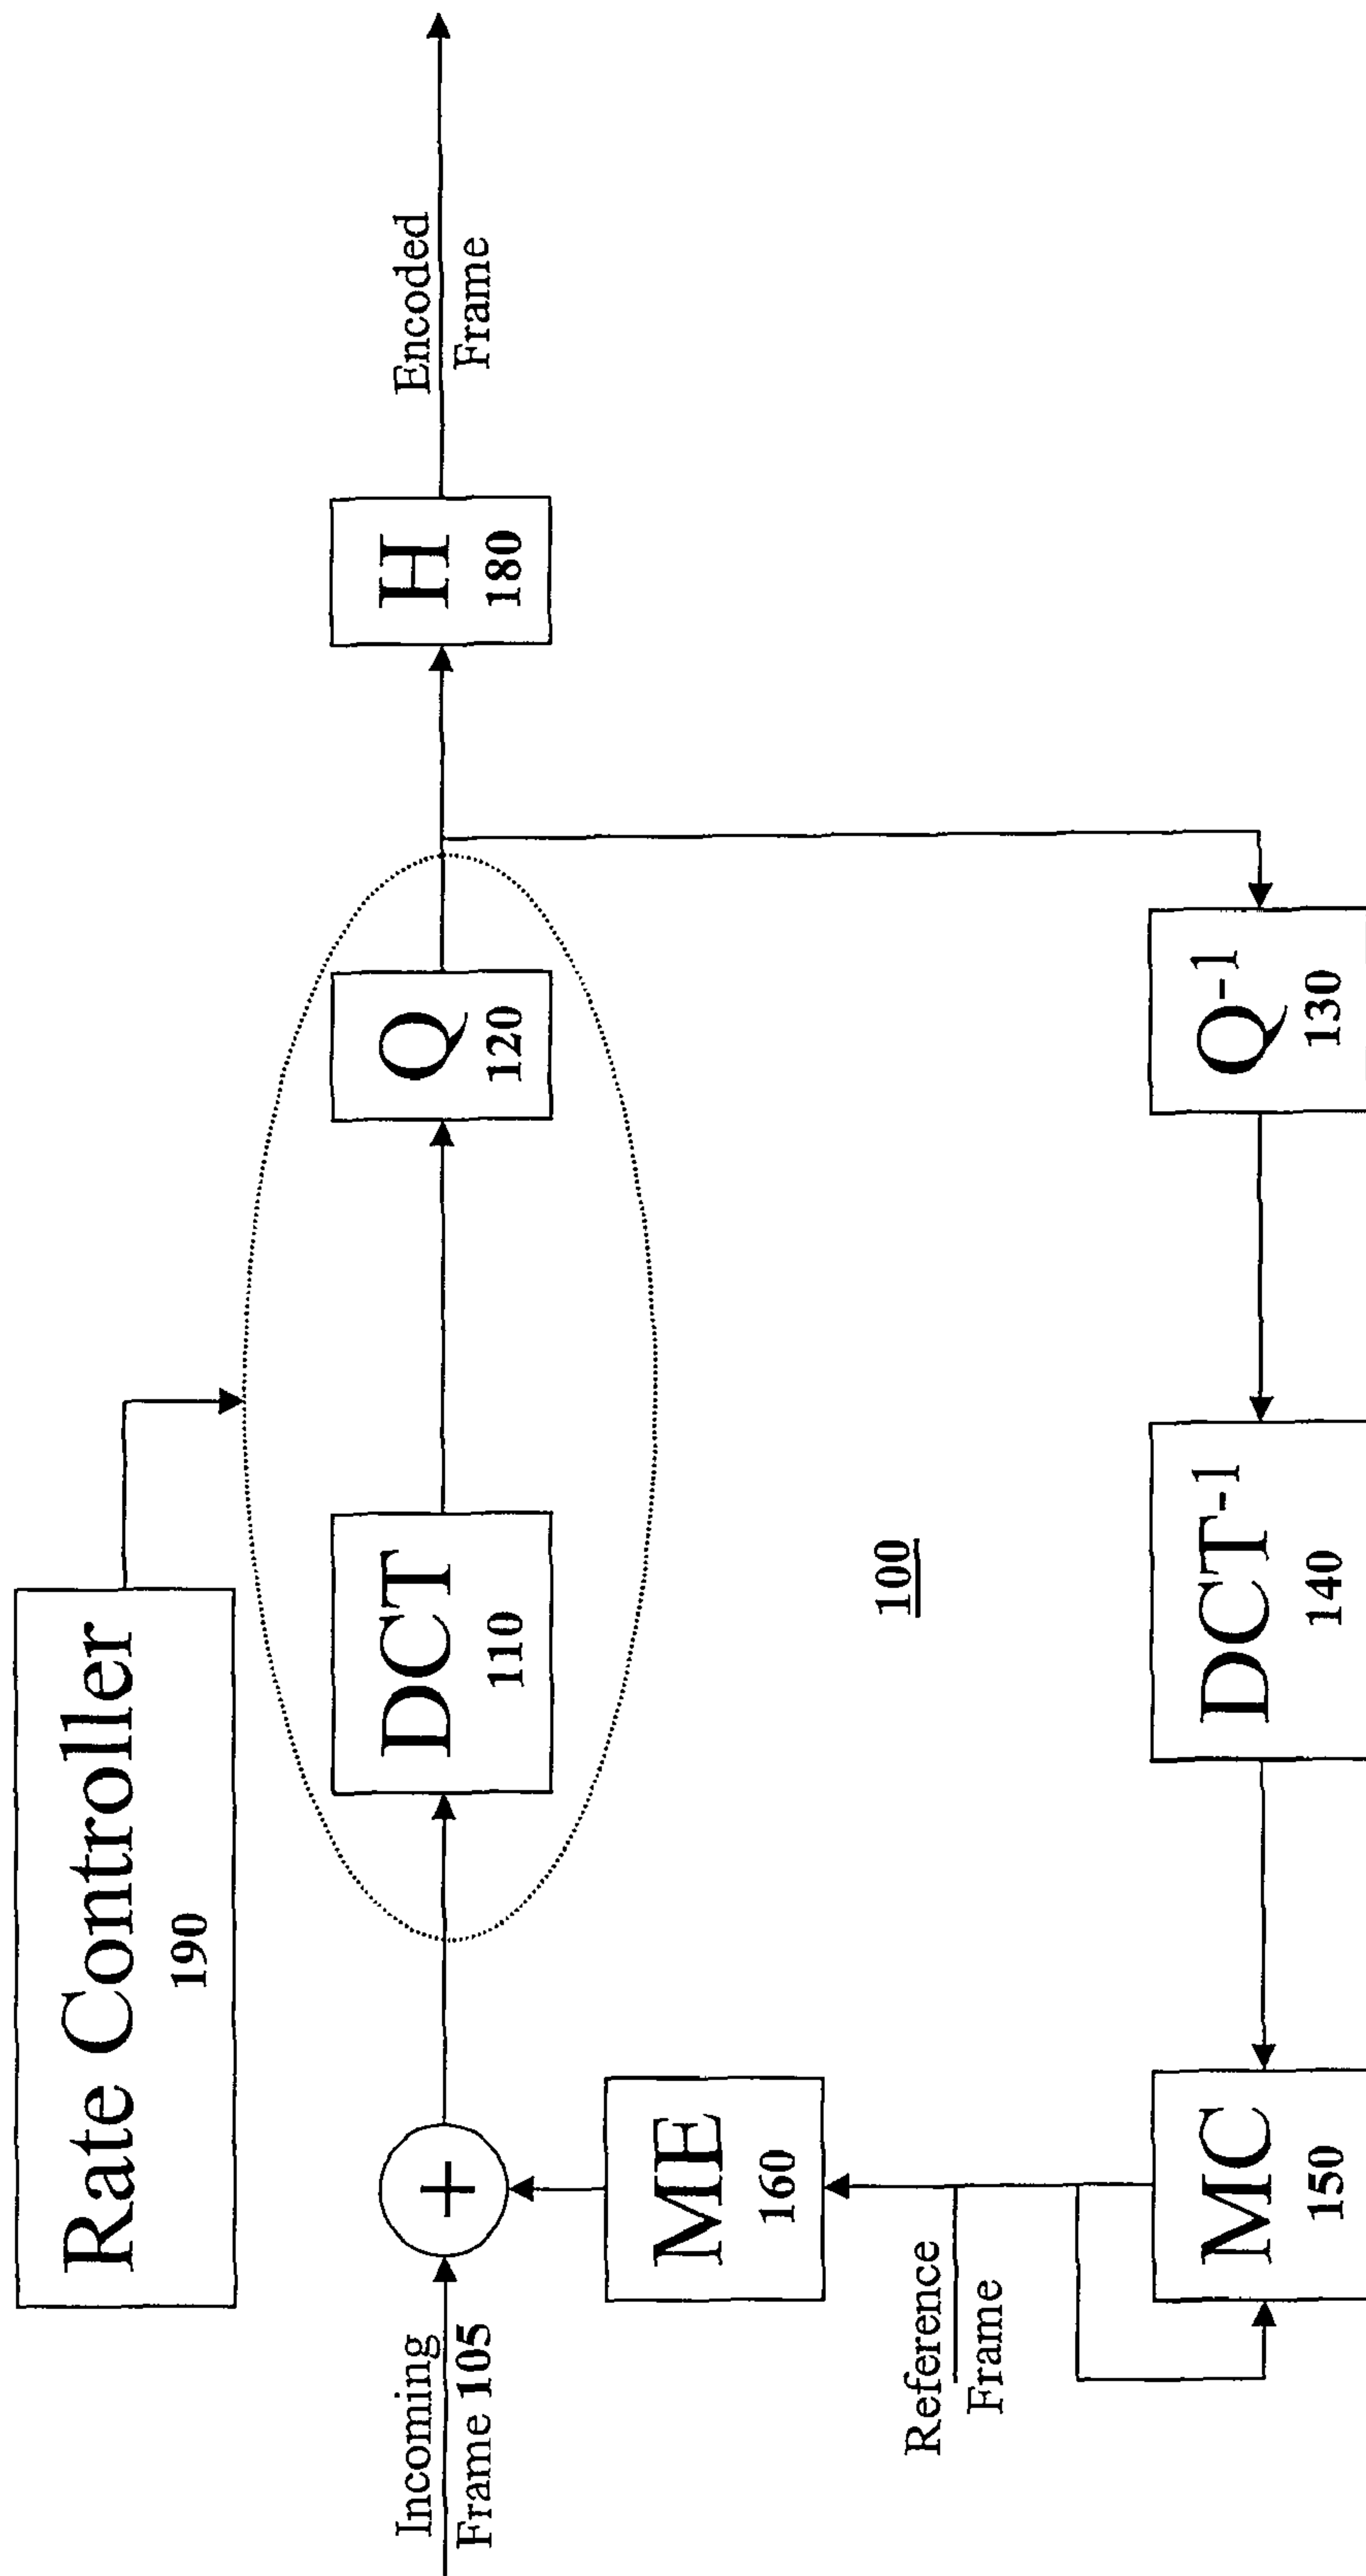 Rate Controller
190
Incoming
Frame 105
+
DCT
110
Q
120
H
180
Encoded
Frame
ME
160
100
Reference
Frame
MC
150
DCT-1
140
Q-1
130